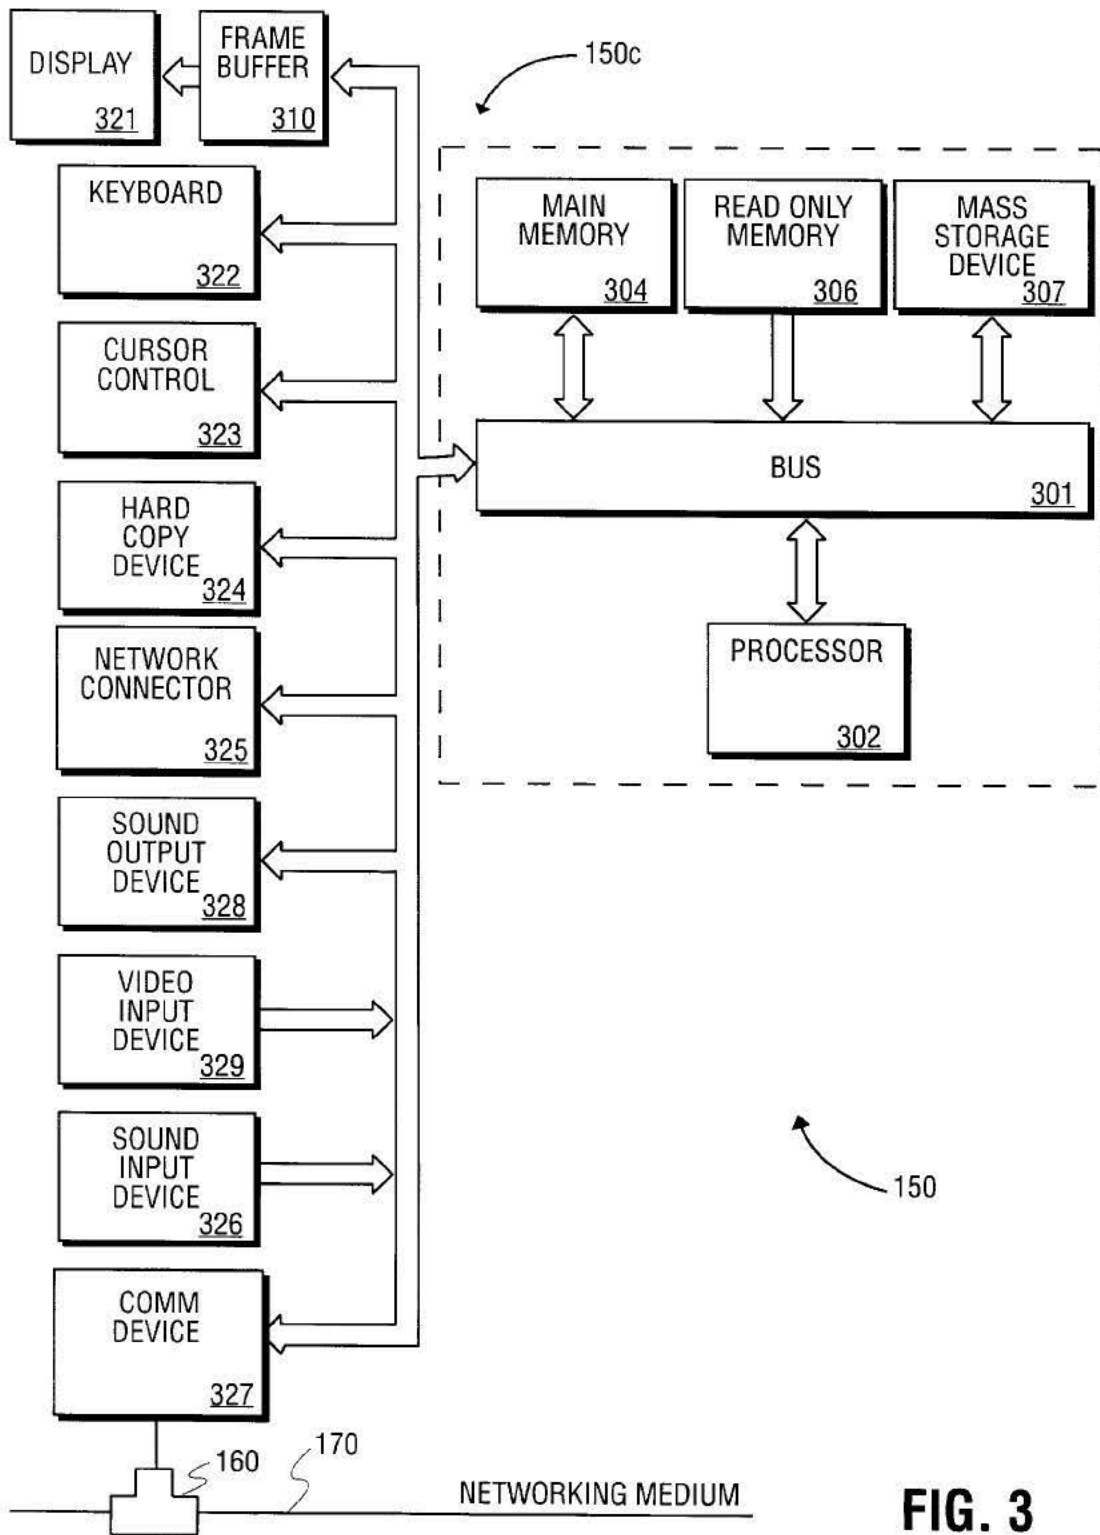 DISPLAY
321
FRAME
BUFFER
310
150c
KEYBOARD
322
MAIN
MEMORY
304
READ ONLY
MEMORY
306
MASS
STORAGE
DEVICE
307
CURSOR
CONTROL
323
BUS
301
HARD
COPY
DEVICE
324
PROCESSOR
302
NETWORK
CONNECTOR
325
SOUND
OUTPUT
DEVICE
328
VIDEO
INPUT
DEVICE
329
SOUND
INPUT
DEVICE
326
150
COMM
DEVICE
327
160
170
NETWORKING MEDIUM
FIG. 3